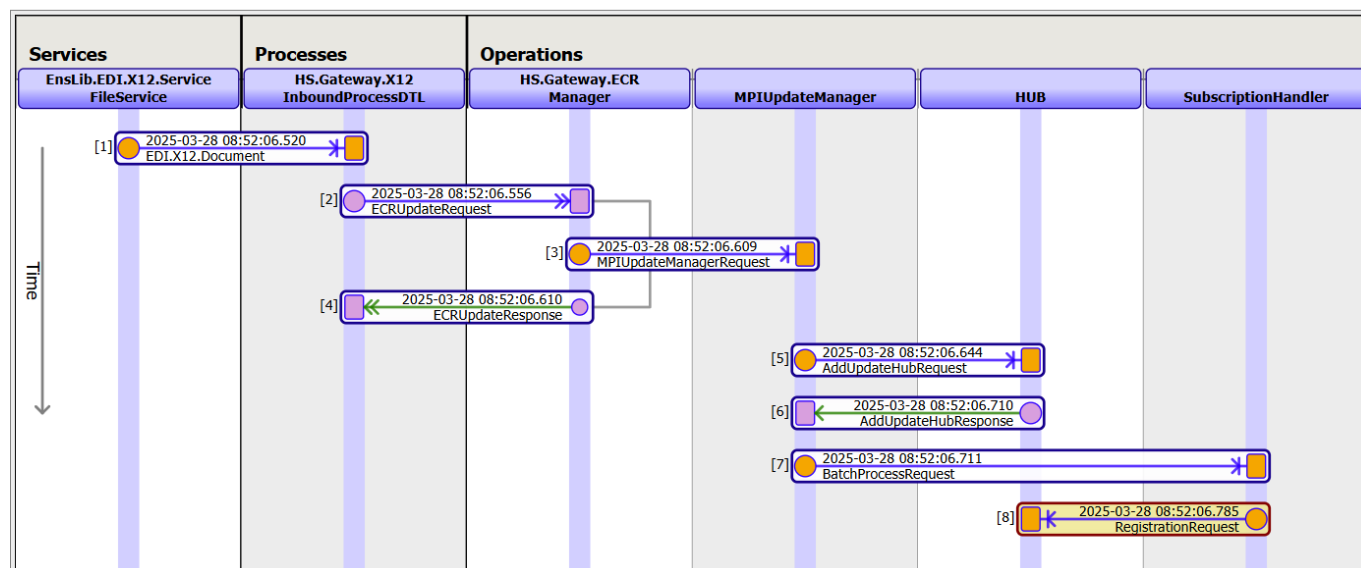 Services
Processes
Operations
EnsLib.EDI.X12.Service
FileService
HS.Gateway.X12
InboundProcessDTL
HS.Gateway.ECR
Manager
MPIUpdateManager
HUB
SubscriptionHandler
Time
[1]
2025-03-28 08:52:06.520
EDI.X12.Document
[2]
2025-03-28 08:52:06.556
ECRUpdateRequest
[3]
2025-03-28 08:52:06.609
MPIUpdateManagerRequest
[4]
2025-03-28 08:52:06.610
ECRUpdateResponse
[5]
2025-03-28 08:52:06.644
AddUpdateHubRequest
[6]
2025-03-28 08:52:06.710
AddUpdateHubResponse
[7]
2025-03-28 08:52:06.711
BatchProcessRequest
[8]
2025-03-28 08:52:06.785
RegistrationRequest